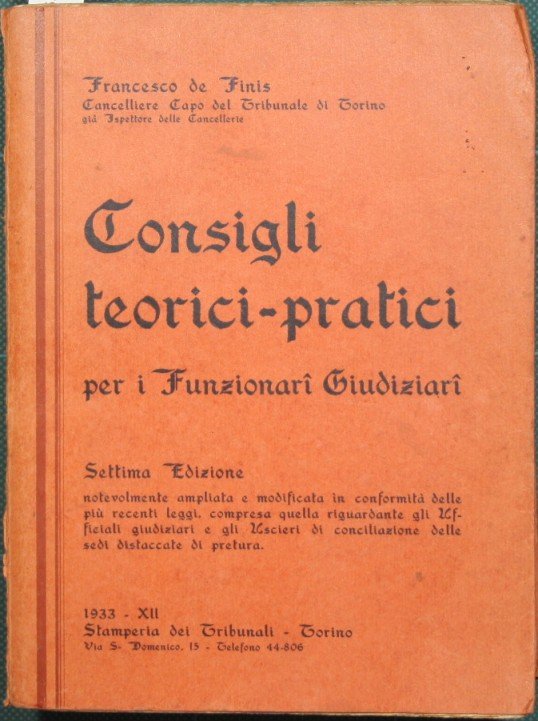 Francesco de Finis
Cancelliere Capo del Tribunale di Torino
già Ispettore delle Cancellerie
Consigli
teorici-pratici
per i Funzionarî Giudiziarî
Settima Edizione
notevolmente ampliata e modificata in conformità delle
più recenti leggi, compresa quella riguardante gli Uf-
ficiali giudiziari e gli Uscieri di conciliazione delle
sedi distaccate di pretura.
1933 - XII
Stamperia dei Tribunali - Torino
Via S. Domenico, 15 - Telefono 44-806